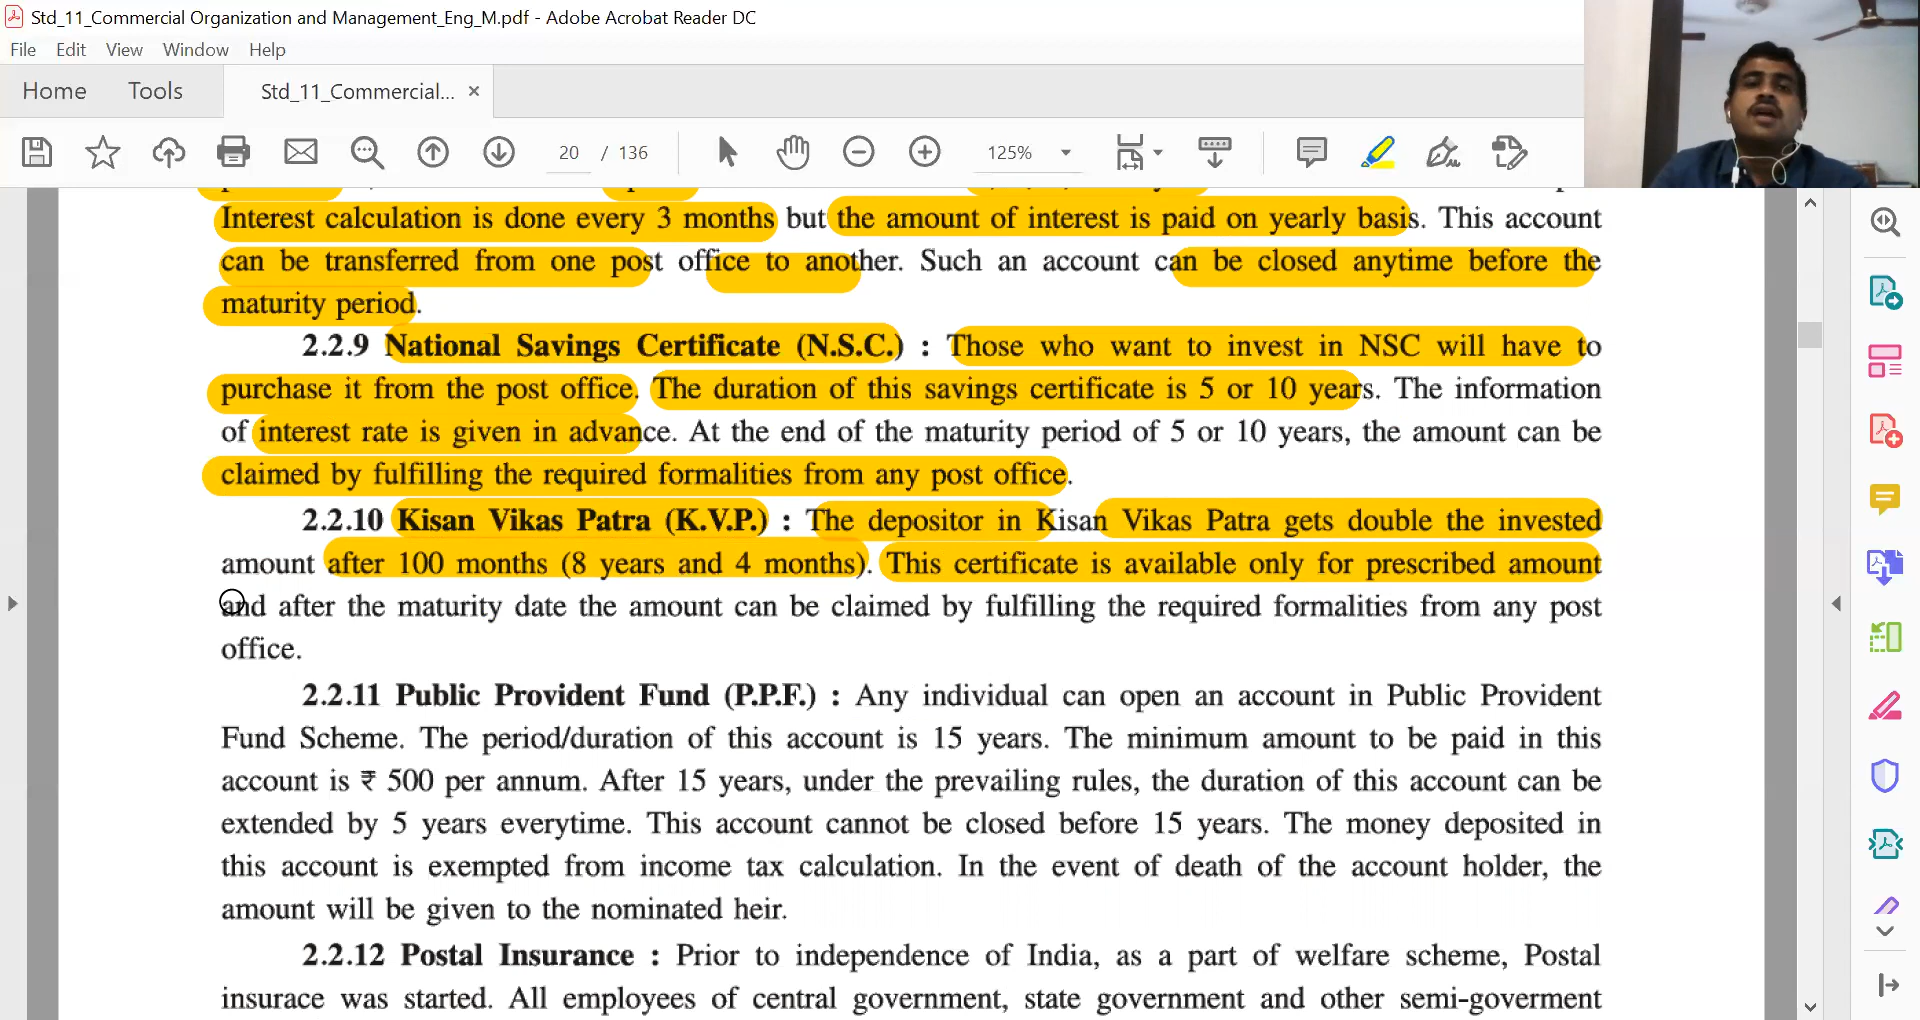 Std_11_Commercial Organization and Management_Eng_M.pdf - Adobe Acrobat Reader DC
File Edit View Window Help
Home Tools Std_11_Commercial... ×
20 / 136 125%
Interest calculation is done every 3 months but the amount of interest is paid on yearly basis. This account
can be transferred from one post office to another. Such an account can be closed anytime before the
maturity period.
2.2.9 National Savings Certificate (N.S.C.) : Those who want to invest in NSC will have to
purchase it from the post office. The duration of this savings certificate is 5 or 10 years. The information
of interest rate is given in advance. At the end of the maturity period of 5 or 10 years, the amount can be
claimed by fulfilling the required formalities from any post office.
2.2.10 Kisan Vikas Patra (K.V.P.) : The depositor in Kisan Vikas Patra gets double the invested
amount after 100 months (8 years and 4 months). This certificate is available only for prescribed amount
and after the maturity date the amount can be claimed by fulfilling the required formalities from any post
office.
2.2.11 Public Provident Fund (P.P.F.) : Any individual can open an account in Public Provident
Fund Scheme. The period/duration of this account is 15 years. The minimum amount to be paid in this
account is ₹ 500 per annum. After 15 years, under the prevailing rules, the duration of this account can be
extended by 5 years everytime. This account cannot be closed before 15 years. The money deposited in
this account is exempted from income tax calculation. In the event of death of the account holder, the
amount will be given to the nominated heir.
2.2.12 Postal Insurance : Prior to independence of India, as a part of welfare scheme, Postal
insurace was started. All employees of central government, state government and other semi-goverment